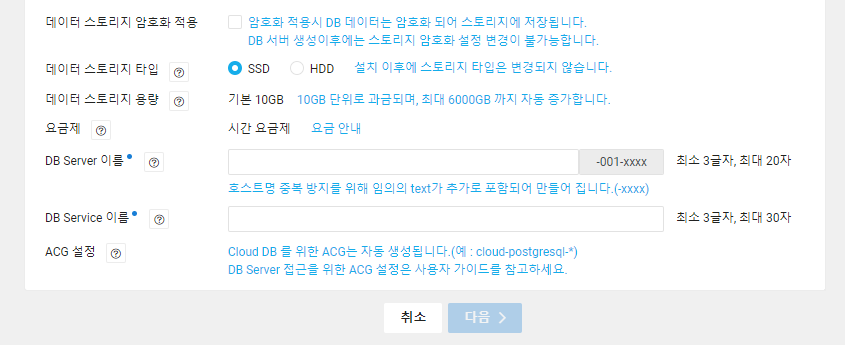 데이터 스토리지 암호화 적용 암호화 적용시 DB 데이터는 암호화 되어 스토리지에 저장됩니다.
DB 서버 생성이후에는 스토리지 암호화 설정 변경이 불가능합니다.
데이터 스토리지 타입 ? SSD HDD 설치 이후에 스토리지 타입은 변경되지 않습니다.
데이터 스토리지 용량 ? 기본 10GB 10GB 단위로 과금되며, 최대 6000GB 까지 자동 증가합니다.
요금제 ? 시간 요금제 요금 안내
DB Server 이름 ? -001-xxxx 최소 3글자, 최대 20자
호스트명 중복 방지를 위해 임의의 text가 추가로 포함되어 만들어 집니다.(-xxxx)
DB Service 이름 ? 최소 3글자, 최대 30자
ACG 설정 ? Cloud DB 를 위한 ACG는 자동 생성됩니다.(예 : cloud-postgresql-*)
DB Server 접근을 위한 ACG 설정은 사용자 가이드를 참고하세요.
취소 다음 >